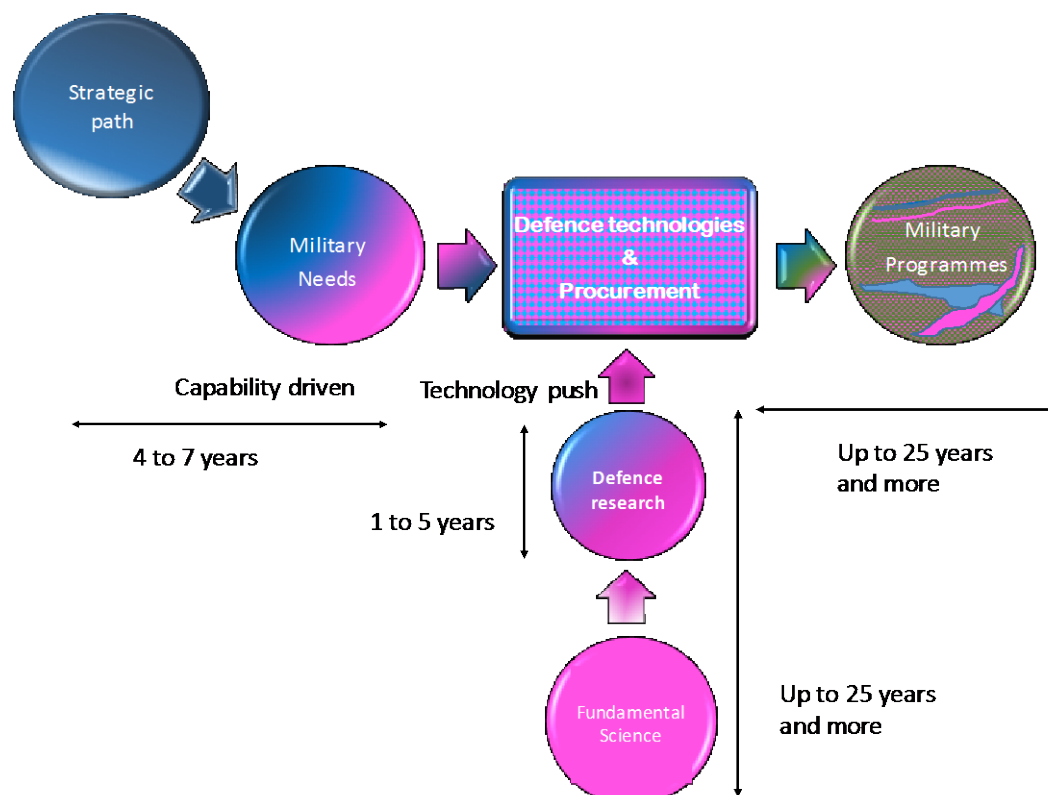 Strategic
path
Military
Needs
Defence technologies
&
Procurement
Military
Programmes
Capability driven
Technology push
4 to 7 years
Defence
research
1 to 5 years
Up to 25 years
and more
Fundamental
Science
Up to 25 years
and more